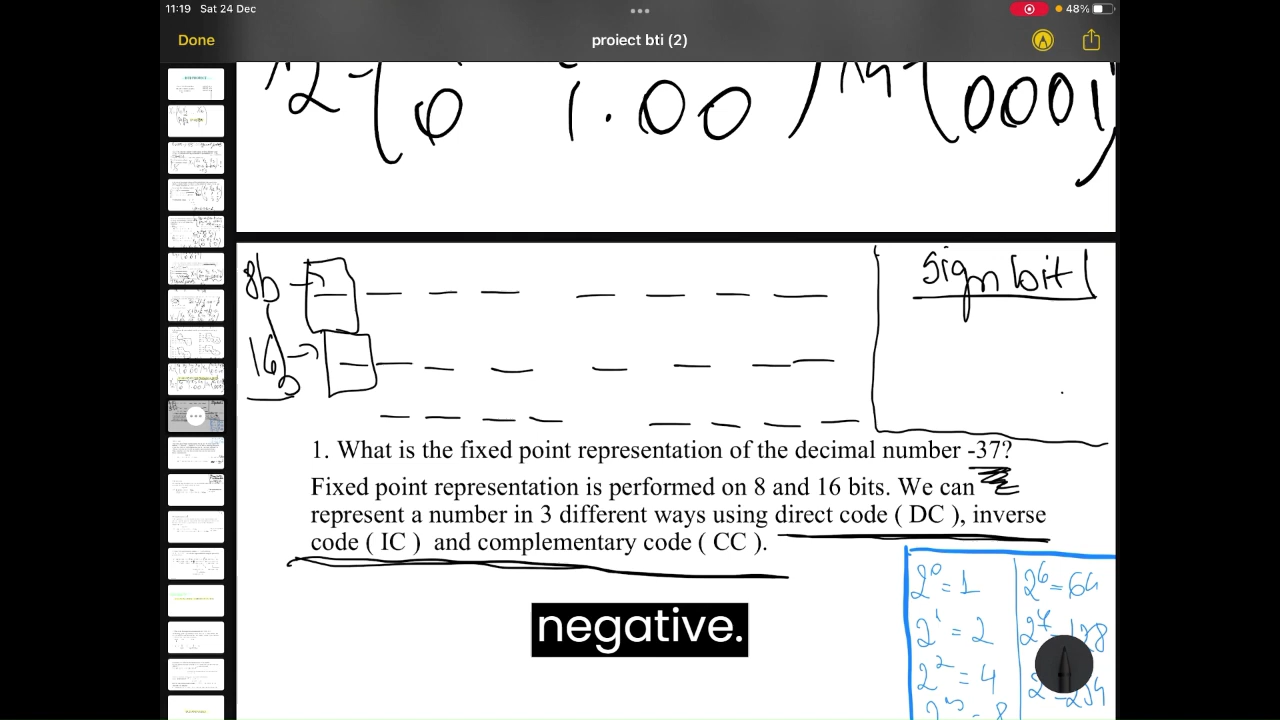 11:19 Sat 24 Dec
48%
Done
proiect bti (2)
0 1.00 0001
8b
sign bit
16b
1. What is the fixed point representation of the decimal number -37?
Fixed point representation is performed on 8 and 16 bits. We can
represent a number in 3 different ways using direct code ( DC ), inverse
code ( IC ) and complementary code ( CC ).
2⁰ = 1 2⁶ = 64
2¹ = 2
negative.